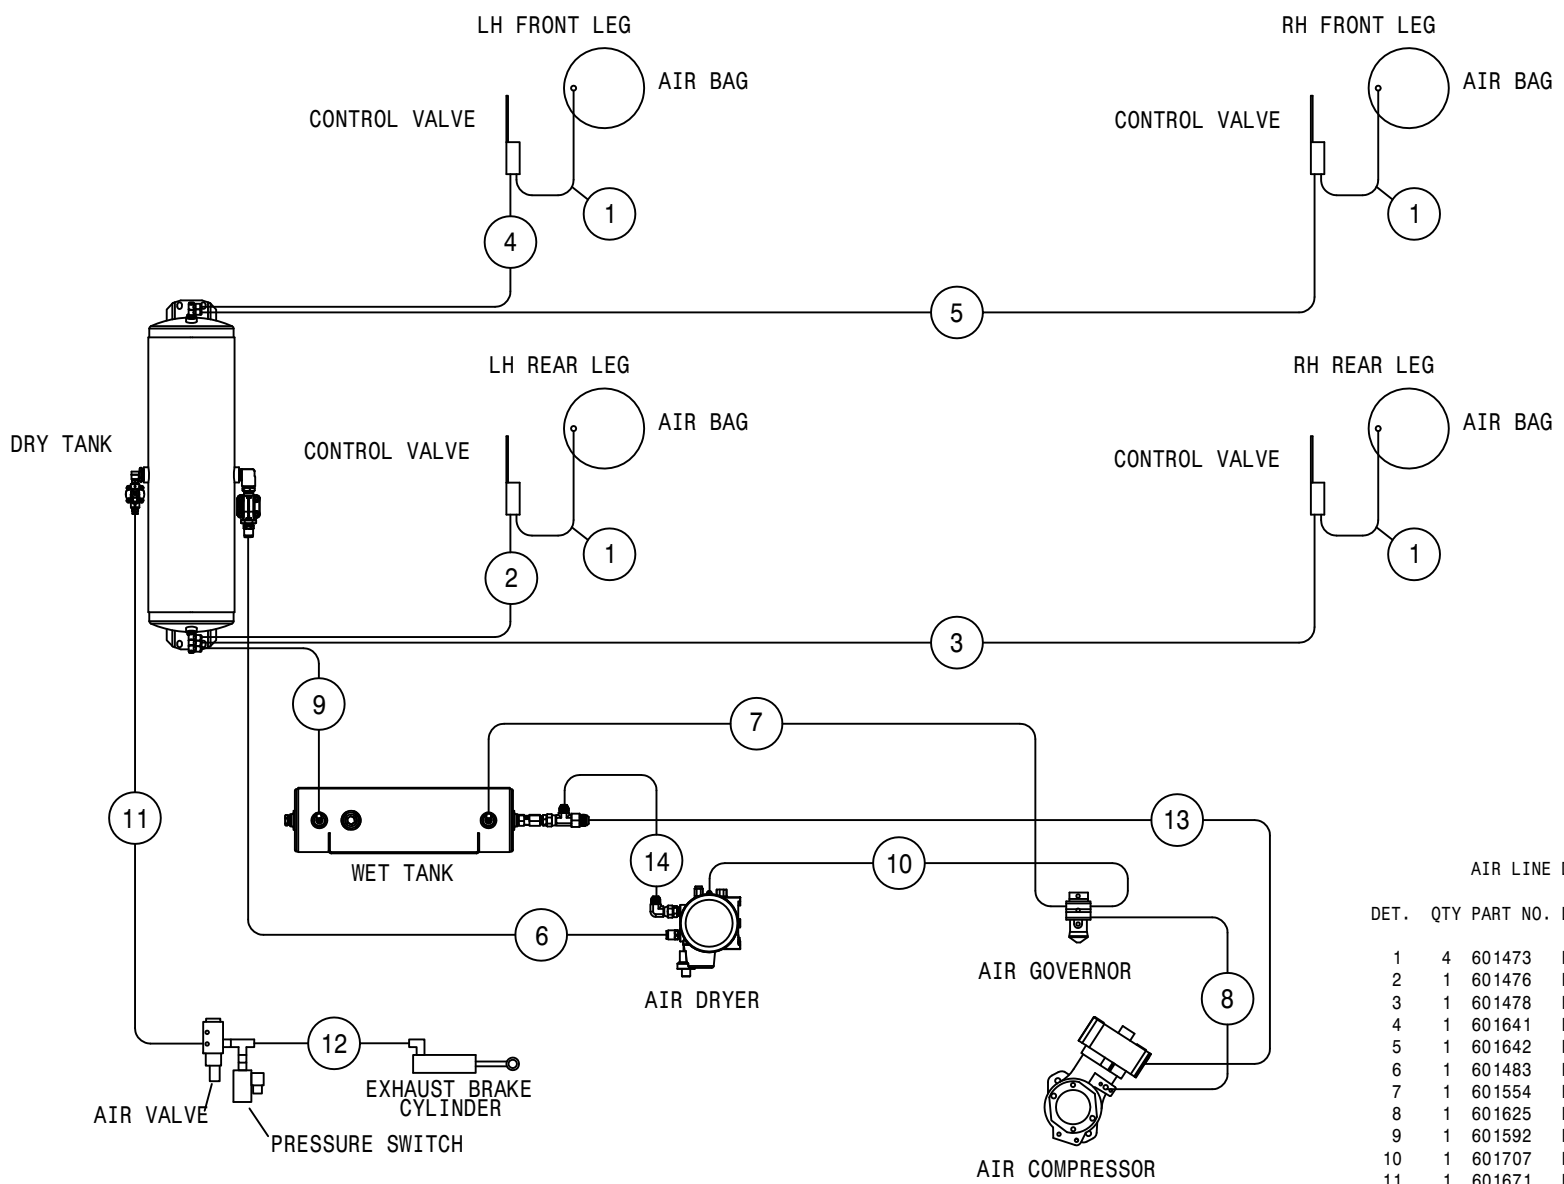 LH FRONT LEG
RH FRONT LEG
AIR BAG
AIR BAG
CONTROL VALVE
CONTROL VALVE
1
1
4
5
LH REAR LEG
RH REAR LEG
AIR BAG
AIR BAG
DRY TANK
CONTROL VALVE
CONTROL VALVE
1
1
2
3
9
7
11
13
WET TANK
14
10
6
AIR GOVERNOR
AIR DRYER
8
12
EXHAUST BRAKE
CYLINDER
AIR VALVE
PRESSURE SWITCH
AIR COMPRESSOR
AIR LINE
DET. QTY PART NO.
1 4 601473
2 1 601476
3 1 601478
4 1 601641
5 1 601642
6 1 601483
7 1 601554
8 1 601625
9 1 601592
10 1 601707
11 1 601671